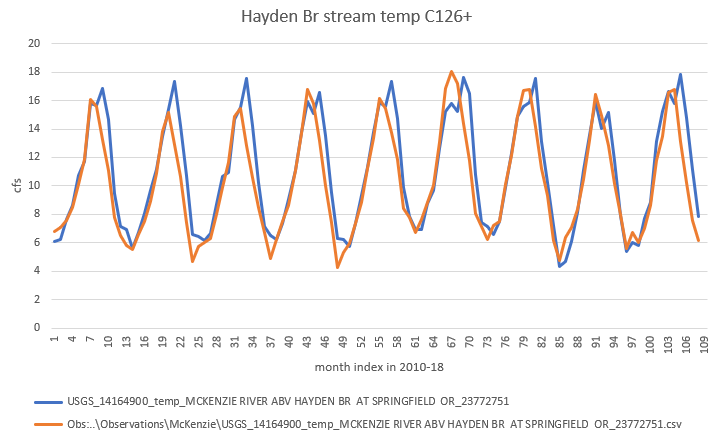 Hayden Br stream temp C126+
20
18
16
14
12
10
8
6
4
2
0
cfs
1 4 7 10 13 16 19 22 25 28 31 34 37 40 43 46 49 52 55 58 61 64 67 70 73 76 79 82 85 88 91 94 97 100 103 106 109
month index in 2010-18
USGS_14164900_temp_MCKENZIE RIVER ABV HAYDEN BR  AT SPRINGFIELD  OR_23772751
Obs:..\Observations\McKenzie\USGS_14164900_temp_MCKENZIE RIVER ABV HAYDEN BR  AT SPRINGFIELD  OR_23772751.csv